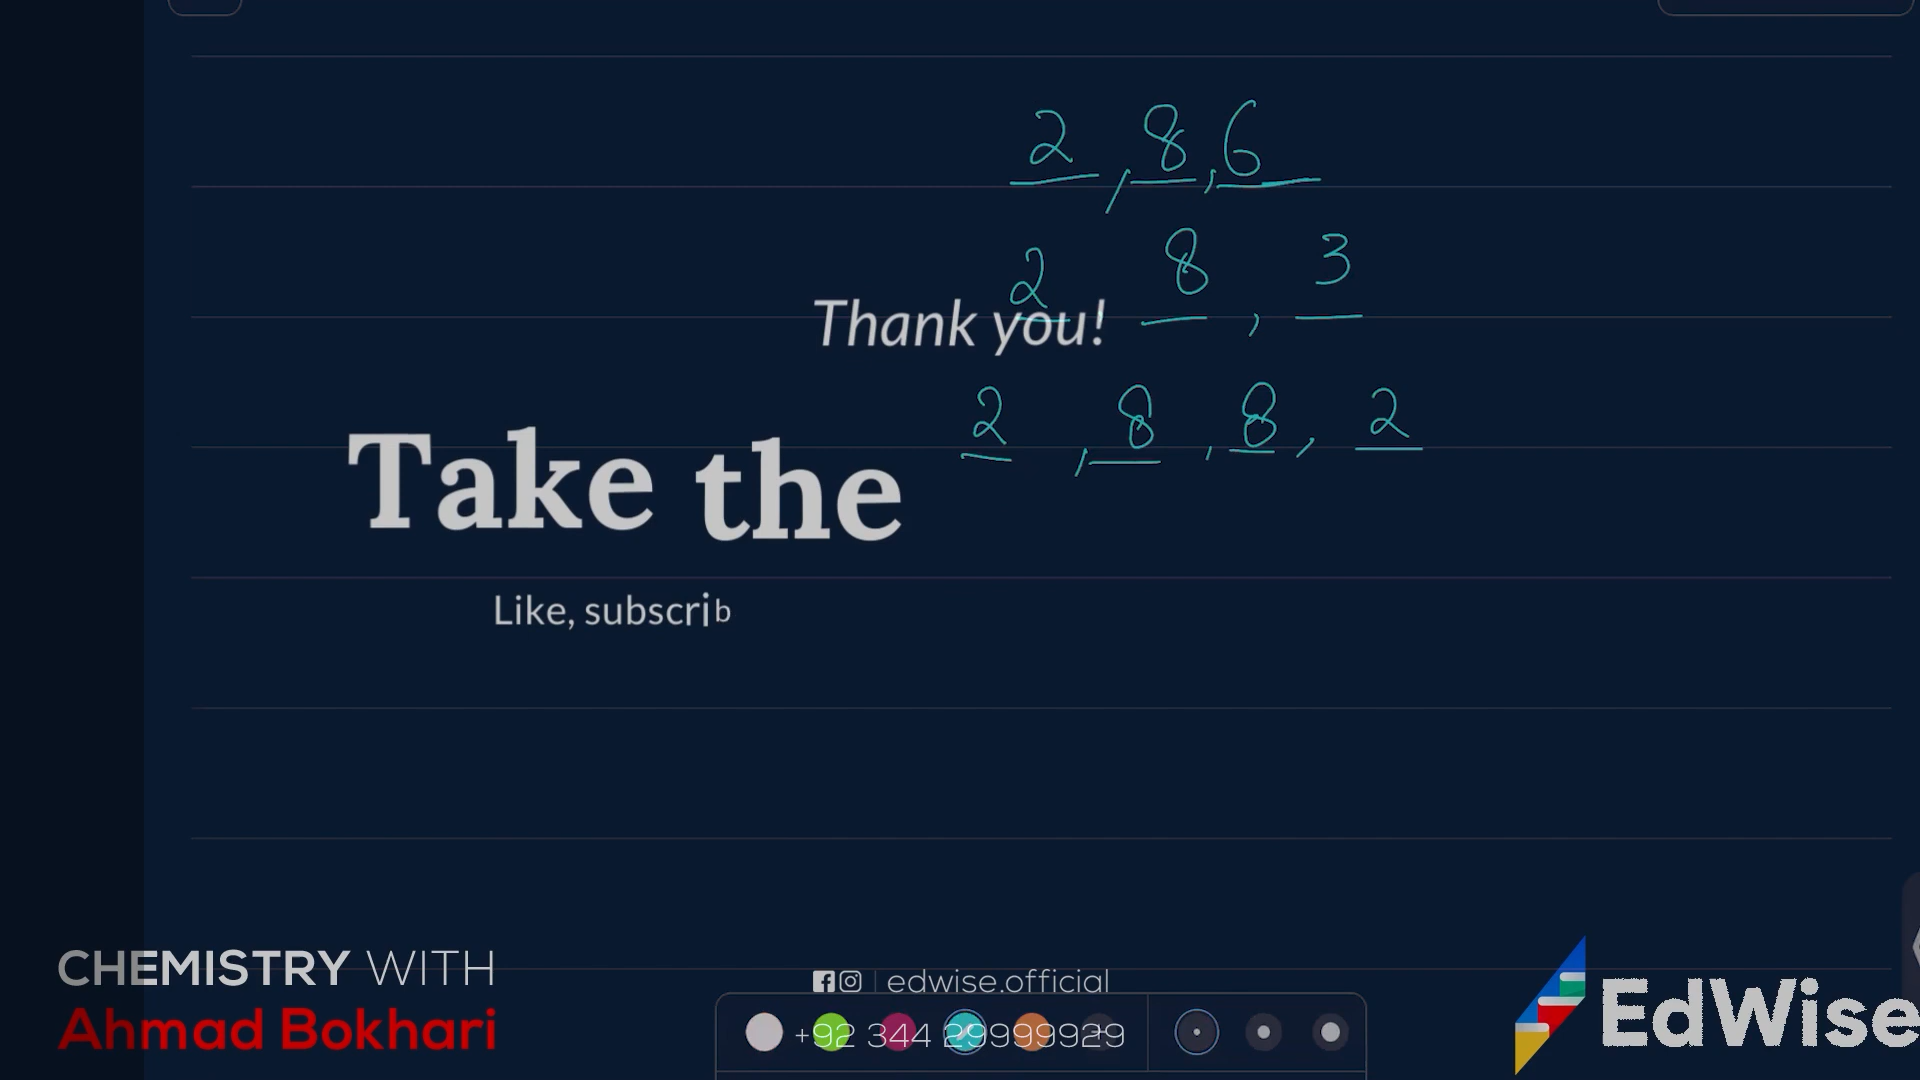 2, 8, 6
2 8, 3
Thank you!
2, 8, 8, 2
Take the
Like, subscrib
CHEMISTRY WITH
Ahmad Bokhari
edwise.official
+92 344 29999929
EdWise